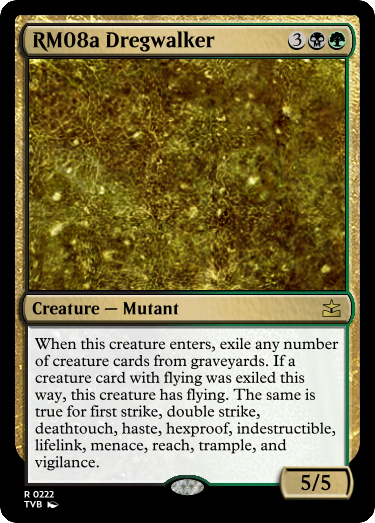 RM08a Dregwalker 3
Creature — Mutant
When this creature enters, exile any number
of creature cards from graveyards. If a
creature card with flying was exiled this
way, this creature has flying. The same is
true for first strike, double strike,
deathtouch, haste, hexproof, indestructible,
lifelink, menace, reach, trample, and
vigilance.
5/5
R 0222
TVB